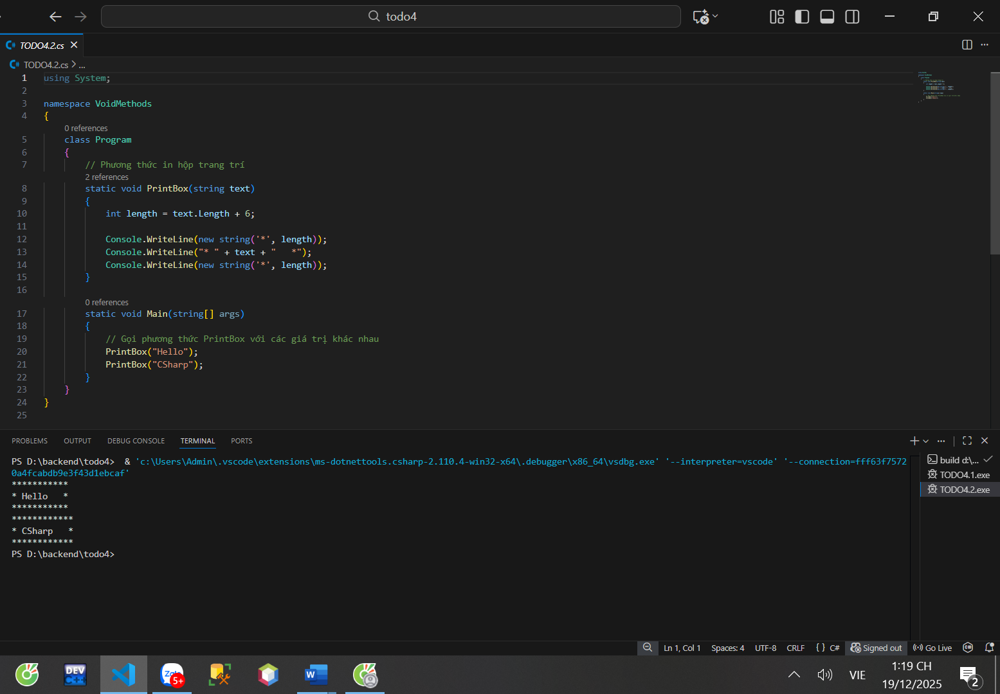 todo4
TODO4.2.cs
TODO4.2.cs > ...
1 using System;
2
3 namespace VoidMethods
4 {
0 references
5 class Program
6 {
7 // Phương thức in hộp trang trí
2 references
8 static void PrintBox(string text)
9 {
10 int length = text.Length + 6;
11
12 Console.WriteLine(new string('*', length));
13 Console.WriteLine("* " + text + "   *");
14 Console.WriteLine(new string('*', length));
15 }
16
0 references
17 static void Main(string[] args)
18 {
19 // Gọi phương thức PrintBox với các giá trị khác nhau
20 PrintBox("Hello");
21 PrintBox("CSharp");
22 }
23 }
24 }
25
PROBLEMS OUTPUT DEBUG CONSOLE TERMINAL PORTS
PS D:\backend\todo4>  & 'c:\Users\Admin\.vscode\extensions\ms-dotnettools.csharp-2.110.4-win32-x64\.debugger\x86_64\vsdbg.exe' '--interpreter=vscode' '--connection=fff63f7572
0a4fcabdb9e3f43d1ebcaf'
***********
* Hello   *
***********
************
* CSharp   *
************
PS D:\backend\todo4>
build d:\...
TODO4.1.exe
TODO4.2.exe
Ln 1, Col 1 Spaces: 4 UTF-8 CRLF { } C# Signed out Go Live
DEV C++
Zalo 5+
W
VIE
1:19 CH
19/12/2025
2